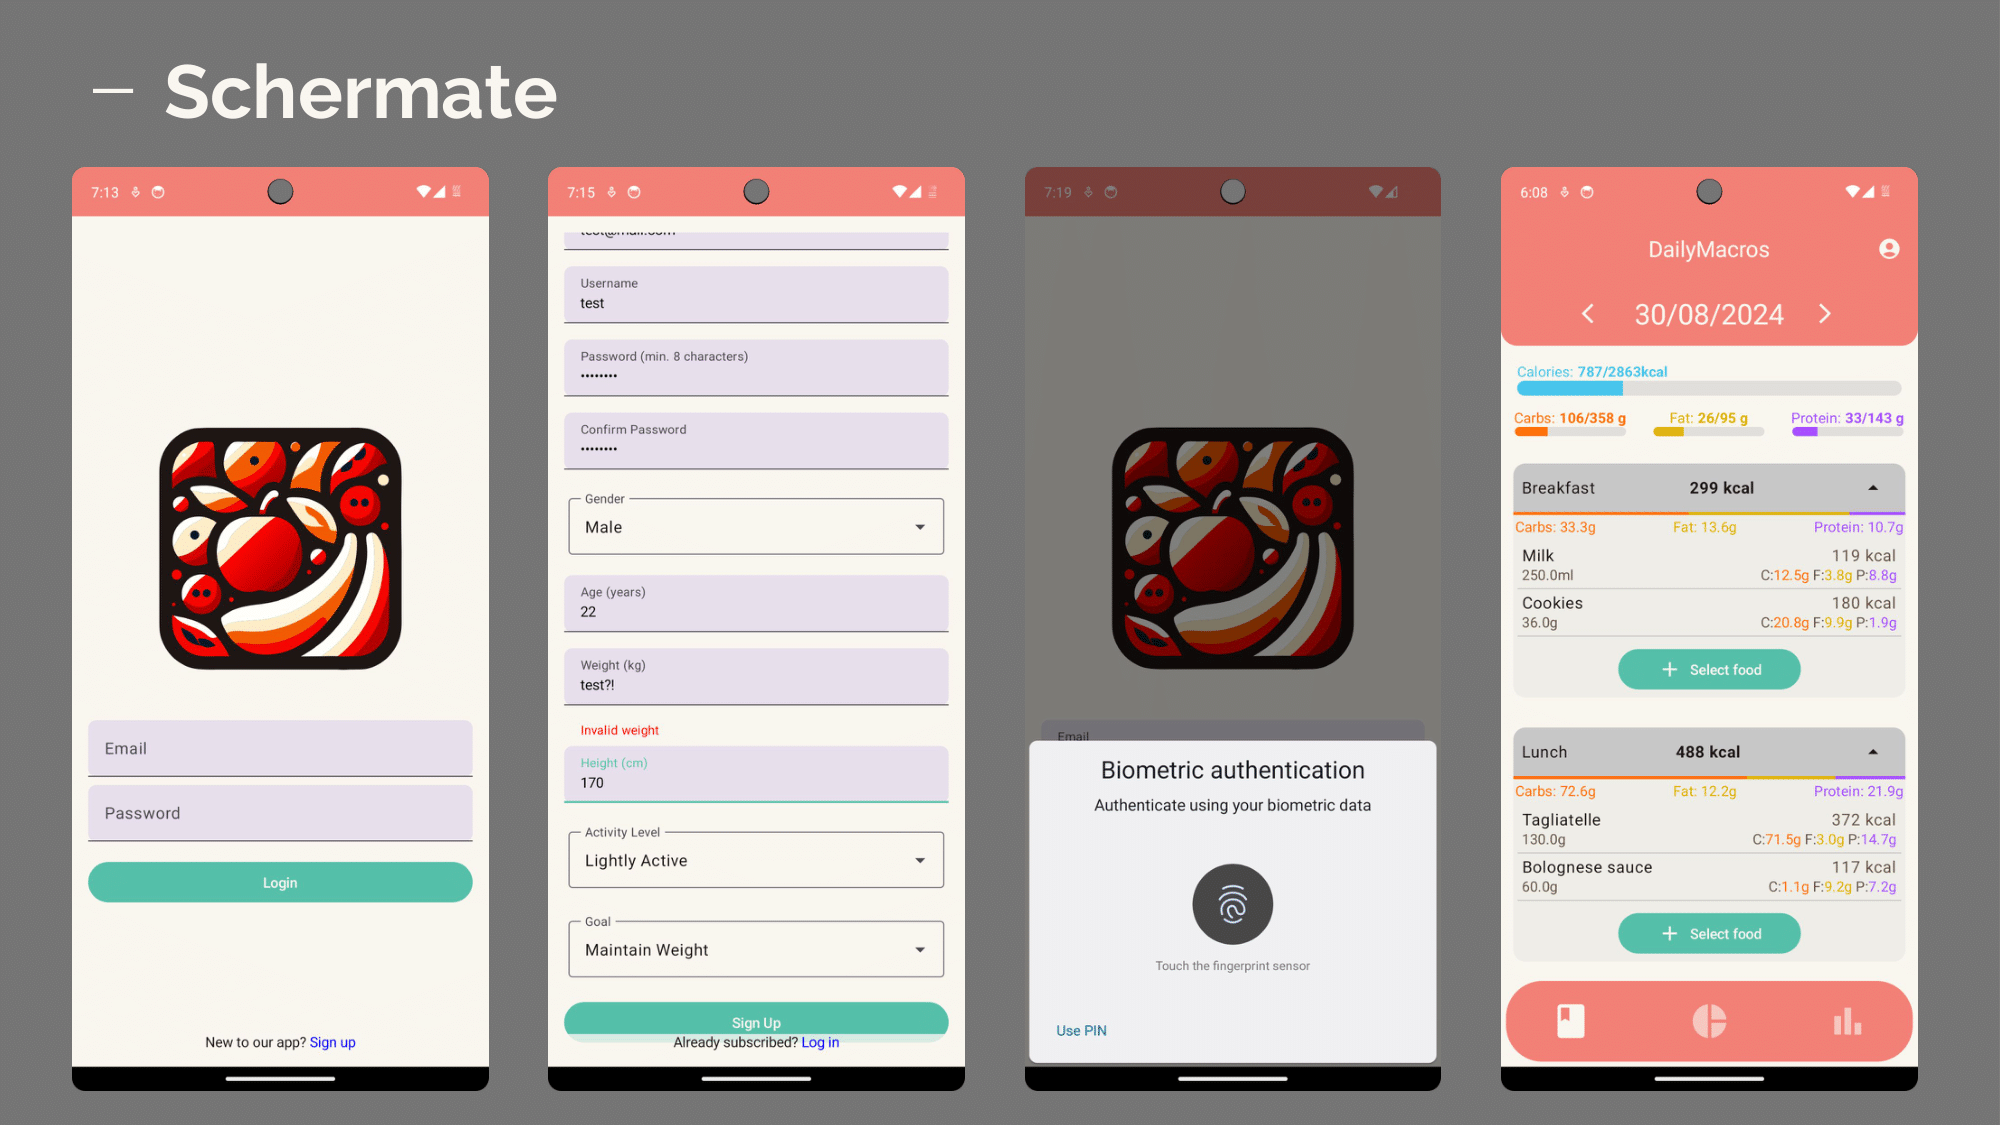 Schermate
7:13
Email
Password
Login
New to our app? Sign up
7:15
test@mail.com
Username
test
Password (min. 8 characters)
••••••••
Confirm Password
••••••••
Gender
Male
Age (years)
22
Weight (kg)
test?!
Invalid weight
Height (cm)
170
Activity Level
Lightly Active
Goal
Maintain Weight
Sign Up
Already subscribed? Log in
7:19
Email
Biometric authentication
Authenticate using your biometric data
Touch the fingerprint sensor
Use PIN
6:08
DailyMacros
30/08/2024
Calories: 787/2863kcal
Carbs: 106/358 g Fat: 26/95 g Protein: 33/143 g
Breakfast 299 kcal
Carbs: 33.3g Fat: 13.6g Protein: 10.7g
Milk 119 kcal
250.0ml C:12.5g F:3.8g P:8.8g
Cookies 180 kcal
36.0g C:20.8g F:9.9g P:1.9g
+ Select food
Lunch 488 kcal
Carbs: 72.6g Fat: 12.2g Protein: 21.9g
Tagliatelle 372 kcal
130.0g C:71.5g F:3.0g P:14.7g
Bolognese sauce 117 kcal
60.0g C:1.1g F:9.2g P:7.2g
+ Select food